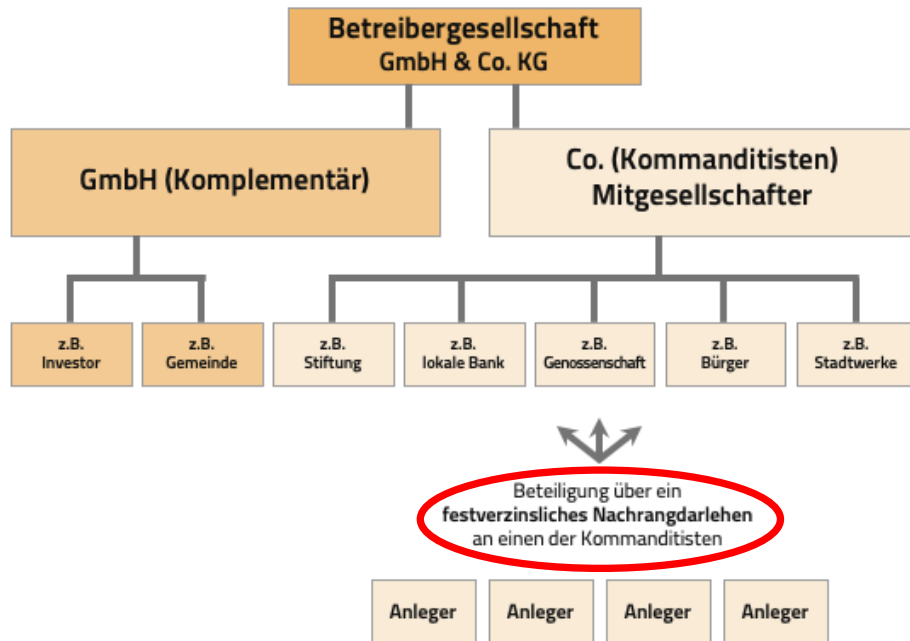 Betreibergesellschaft
GmbH & Co. KG
GmbH (Komplementär)
Co. (Kommanditisten)
Mitgesellschafter
z.B.
Investor
z.B.
Gemeinde
z.B.
Stiftung
z.B.
lokale Bank
z.B.
Genossenschaft
z.B.
Bürger
z.B.
Stadtwerke
Beteiligung über ein
festverzinsliches Nachrangdarlehen
an einen der Kommanditisten
Anleger
Anleger
Anleger
Anleger